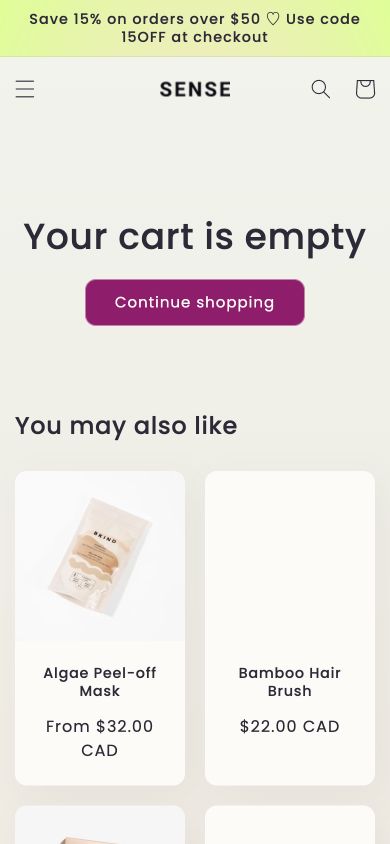 Save 15% on orders over $50 ♡ Use code
15OFF at checkout
SENSE
Your cart is empty
Continue shopping
You may also like
BKIND
Algae Peel-off
Mask
From $32.00
CAD
Bamboo Hair
Brush
$22.00 CAD